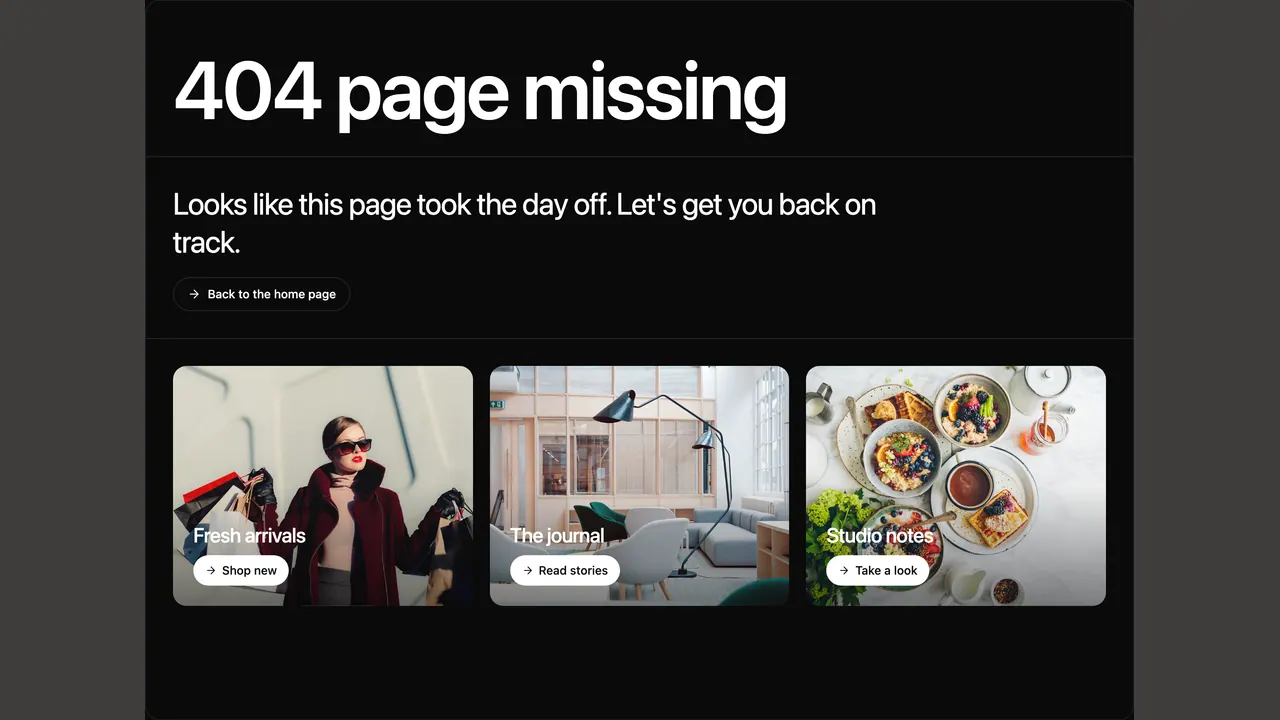 404 page missing
Looks like this page took the day off. Let's get you back on
track.
→ Back to the home page
Fresh arrivals
→ Shop new
The journal
→ Read stories
Studio notes
→ Take a look